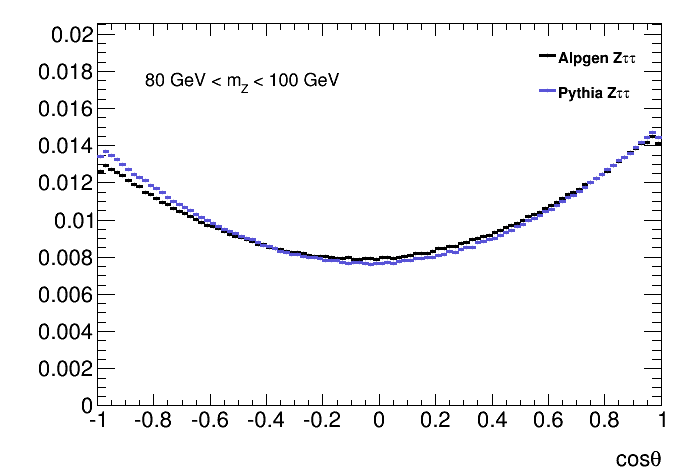 0.02
0.018
0.016
0.014
0.012
0.01
0.008
0.006
0.004
0.002
0
80 GeV < mZ < 100 GeV
Alpgen Zττ
Pythia Zττ
-1 -0.8 -0.6 -0.4 -0.2 0 0.2 0.4 0.6 0.8 1
cosθ